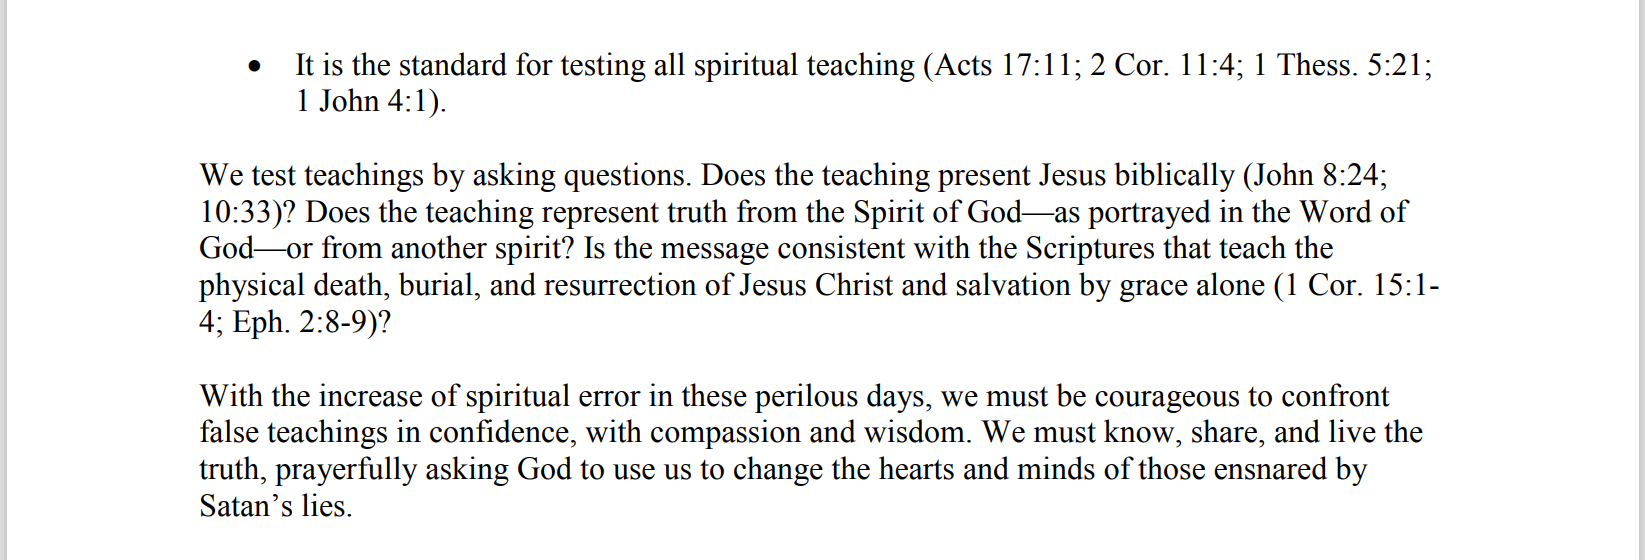 • It is the standard for testing all spiritual teaching (Acts 17:11; 2 Cor. 11:4; 1 Thess. 5:21;
1 John 4:1).
We test teachings by asking questions. Does the teaching present Jesus biblically (John 8:24;
10:33)? Does the teaching represent truth from the Spirit of God—as portrayed in the Word of
God—or from another spirit? Is the message consistent with the Scriptures that teach the
physical death, burial, and resurrection of Jesus Christ and salvation by grace alone (1 Cor. 15:1-
4; Eph. 2:8-9)?
With the increase of spiritual error in these perilous days, we must be courageous to confront
false teachings in confidence, with compassion and wisdom. We must know, share, and live the
truth, prayerfully asking God to use us to change the hearts and minds of those ensnared by
Satan’s lies.